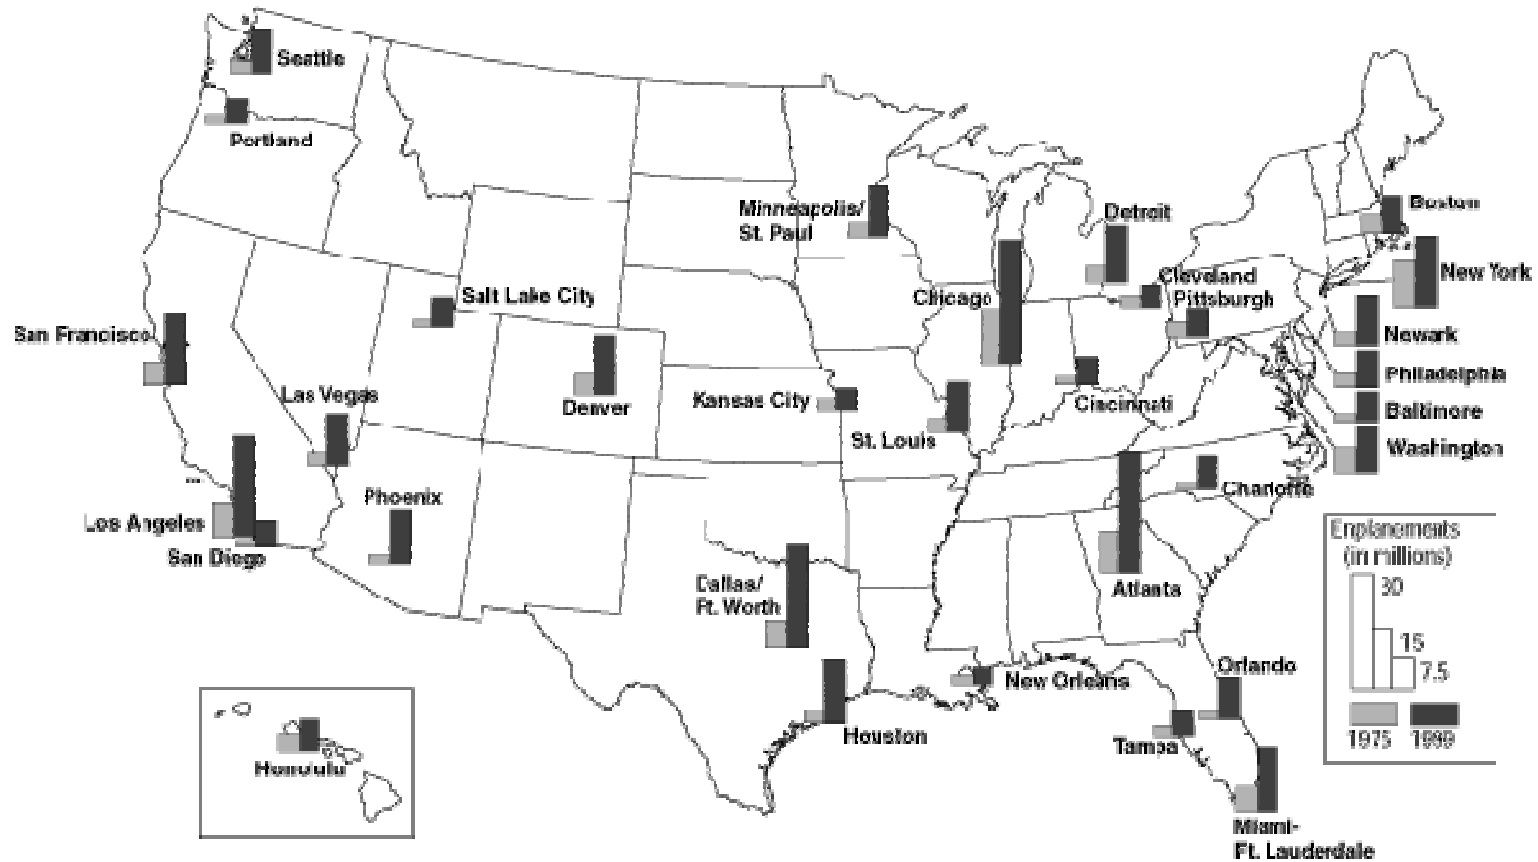 Seattle
Portland
Minneapolis/
St. Paul
Detroit
Boston
Cleveland
Pittsburgh
New York
Salt Lake City
Chicago
San Francisco
Newark
Las Vegas
Denver
Kansas City
Cincinnati
Philadelphia
Baltimore
St. Louis
Washington
Phoenix
Charlotte
Los Angeles
San Diego
Enplanements
(in millions)
30
15
7.5
1975 1999
Dallas/
Ft. Worth
Atlanta
Orlando
New Orleans
Houston
Tampa
Honolulu
Miami-
Ft. Lauderdale